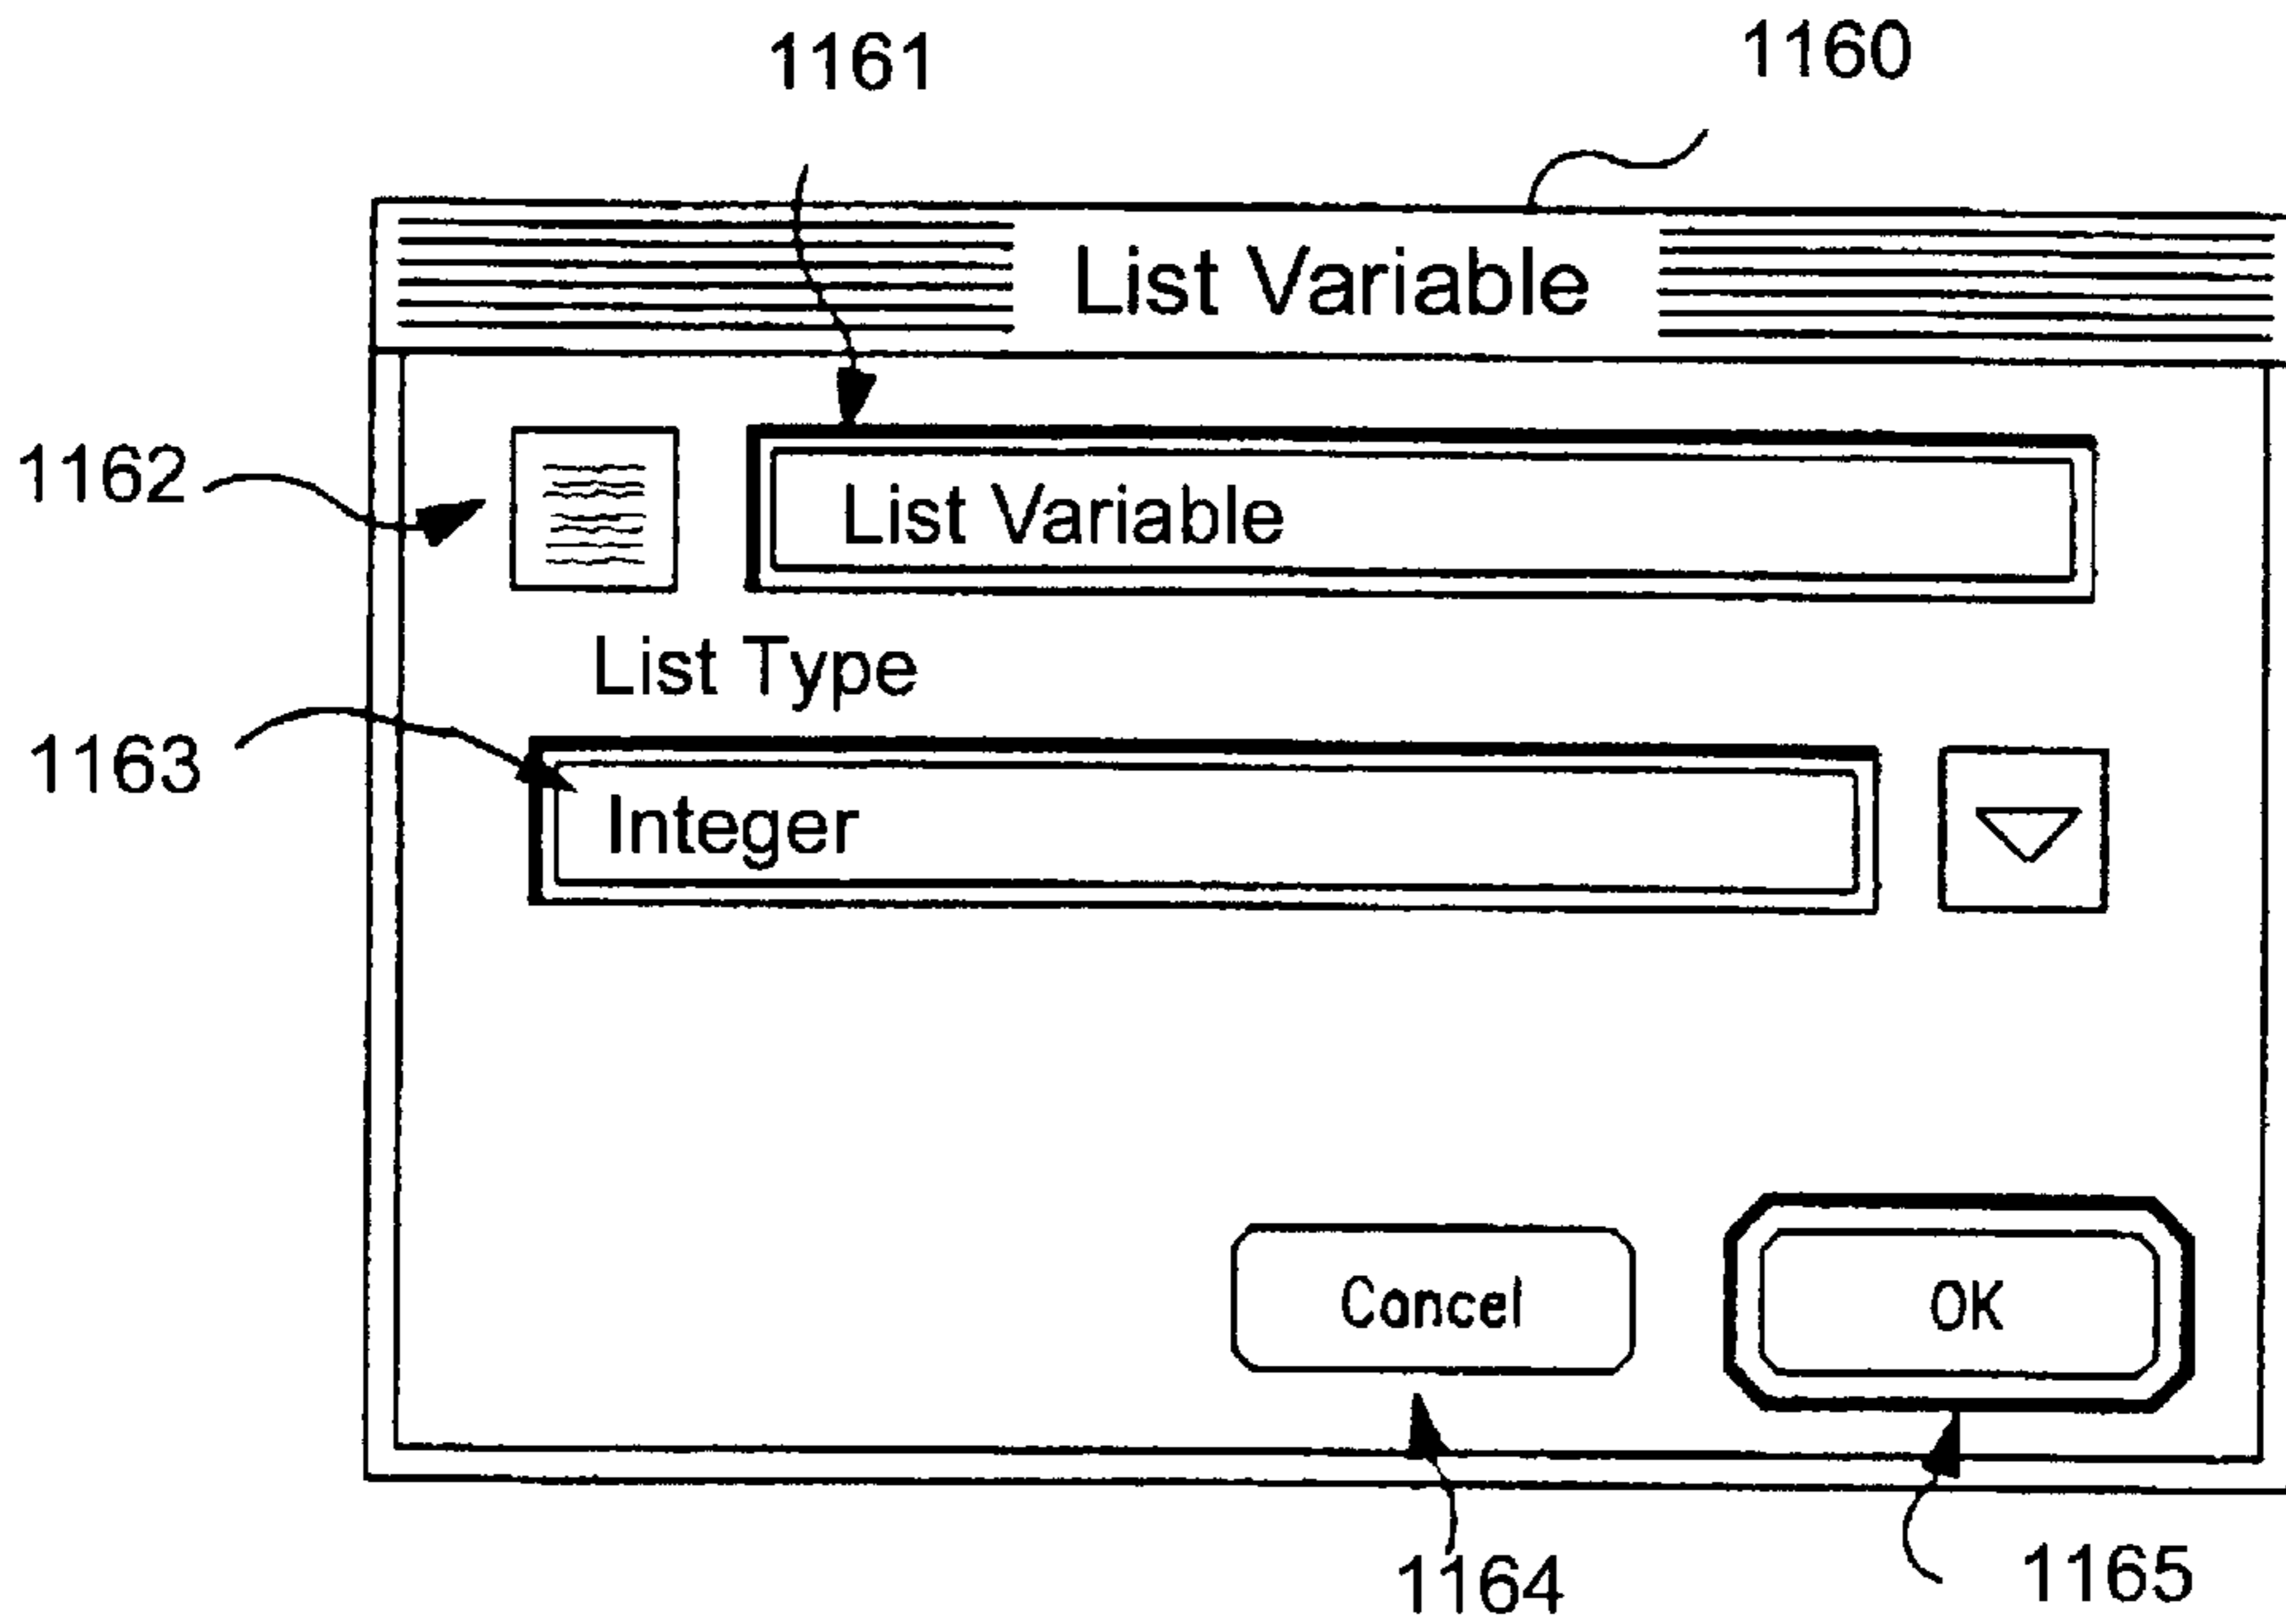 1161
1160
List Variable
1162
List Variable
List Type
1163
Integer
Cancel
OK
1164
1165